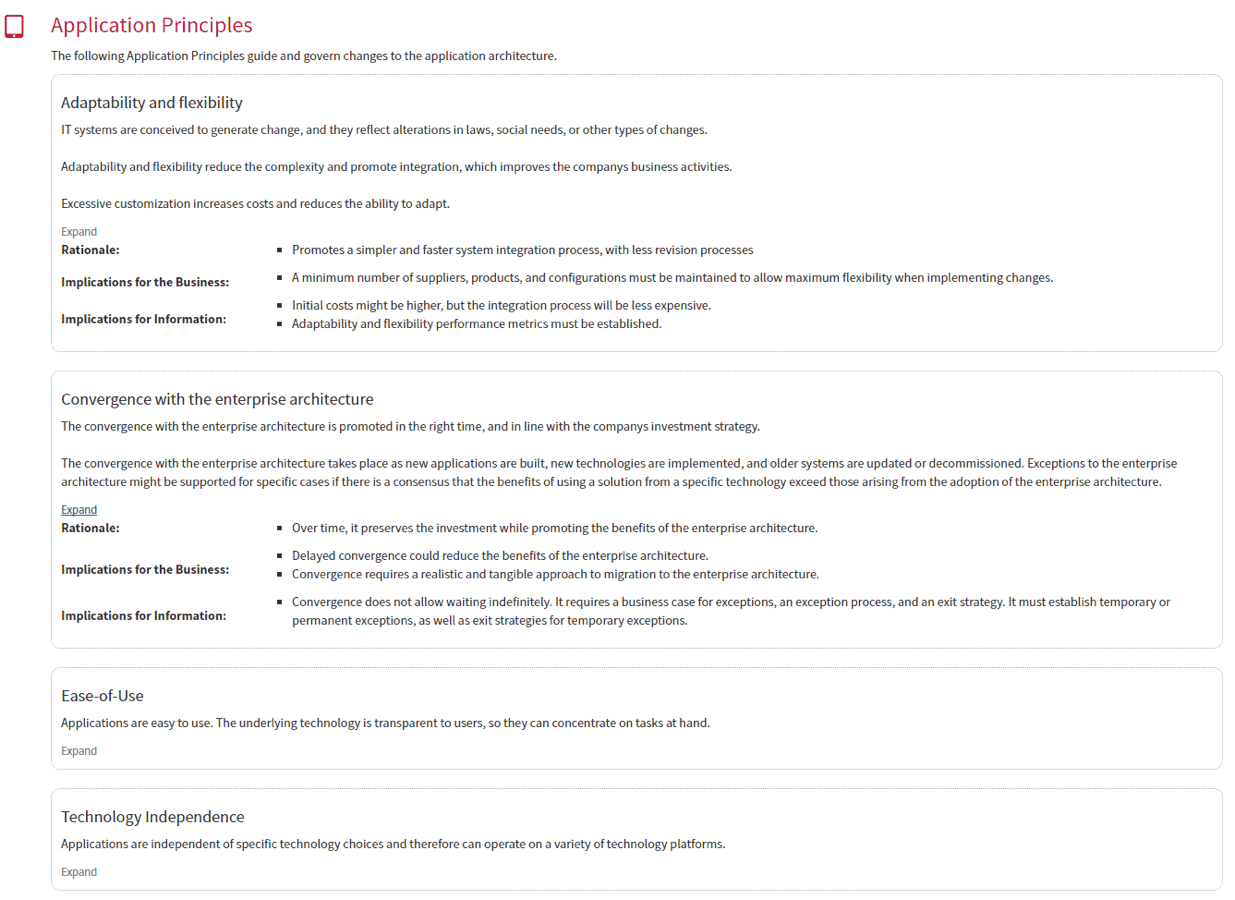 Application Principles
The following Application Principles guide and govern changes to the application architecture.
Adaptability and flexibility
IT systems are conceived to generate change, and they reflect alterations in laws, social needs, or other types of changes.
Adaptability and flexibility reduce the complexity and promote integration, which improves the companys business activities.
Excessive customization increases costs and reduces the ability to adapt.
Expand
Rationale:
▪ Promotes a simpler and faster system integration process, with less revision processes
Implications for the Business:
▪ A minimum number of suppliers, products, and configurations must be maintained to allow maximum flexibility when implementing changes.
Implications for Information:
▪ Initial costs might be higher, but the integration process will be less expensive.
▪ Adaptability and flexibility performance metrics must be established.
Convergence with the enterprise architecture
The convergence with the enterprise architecture is promoted in the right time, and in line with the companys investment strategy.
The convergence with the enterprise architecture takes place as new applications are built, new technologies are implemented, and older systems are updated or decommissioned. Exceptions to the enterprise
architecture might be supported for specific cases if there is a consensus that the benefits of using a solution from a specific technology exceed those arising from the adoption of the enterprise architecture.
Expand
Rationale:
▪ Over time, it preserves the investment while promoting the benefits of the enterprise architecture.
Implications for the Business:
▪ Delayed convergence could reduce the benefits of the enterprise architecture.
▪ Convergence requires a realistic and tangible approach to migration to the enterprise architecture.
Implications for Information:
▪ Convergence does not allow waiting indefinitely. It requires a business case for exceptions, an exception process, and an exit strategy. It must establish temporary or
permanent exceptions, as well as exit strategies for temporary exceptions.
Ease-of-Use
Applications are easy to use. The underlying technology is transparent to users, so they can concentrate on tasks at hand.
Expand
Technology Independence
Applications are independent of specific technology choices and therefore can operate on a variety of technology platforms.
Expand